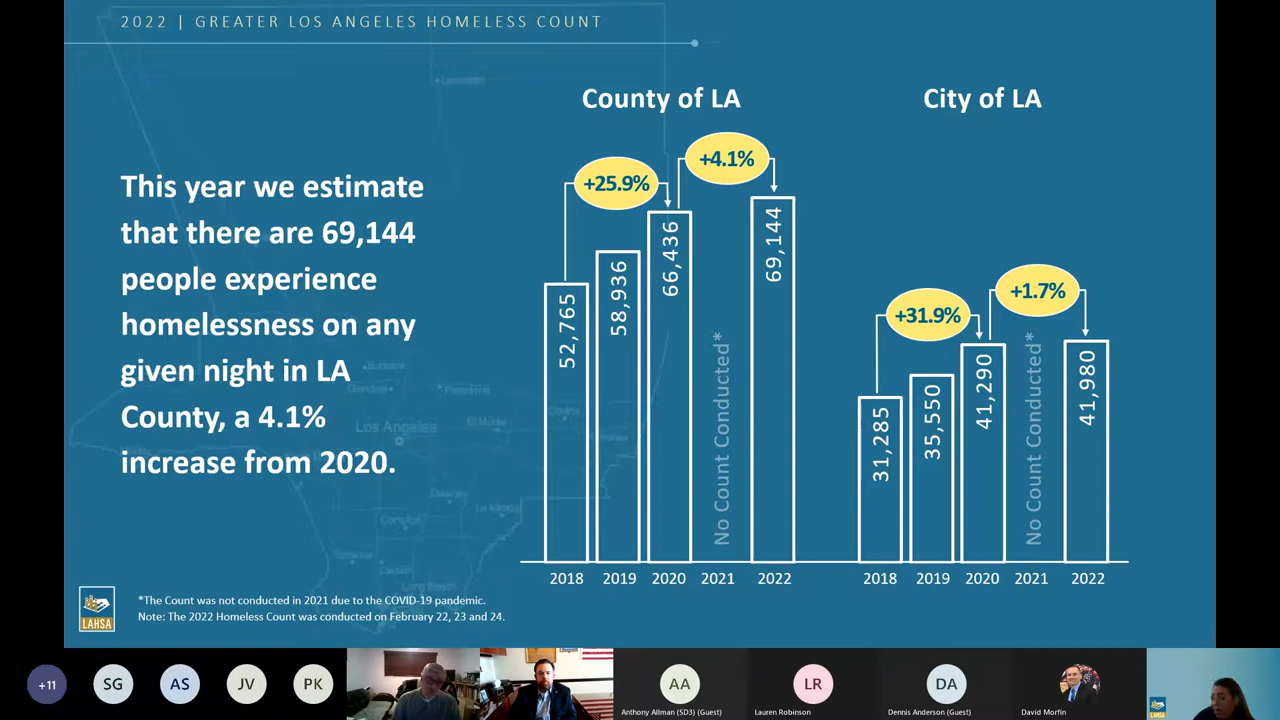 2022 | GREATER LOS ANGELES HOMELESS COUNT
County of LA
City of LA
This year we estimate
that there are 69,144
people experience
homelessness on any
given night in LA
County, a 4.1%
increase from 2020.
+25.9%
+4.1%
52,765
58,936
66,436
No Count Conducted*
69,144
2018 2019 2020 2021 2022
+31.9%
+1.7%
31,285
35,550
41,290
No Count Conducted*
41,980
2018 2019 2020 2021 2022
Los Angeles
*The Count was not conducted in 2021 due to the COVID-19 pandemic.
Note: The 2022 Homeless Count was conducted on February 22, 23 and 24.
LAHSA
+11
SG
AS
JV
PK
AA
Anthony Allman (SD3) (Guest)
LR
Lauren Robinson
DA
Dennis Anderson (Guest)
David Morfin
LAHSA